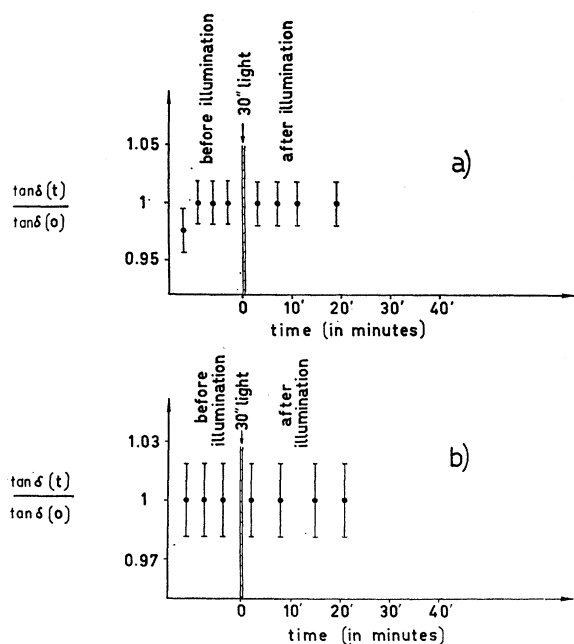 before illumination
30" light
after illumination
a)
1.05
1
0.95
tanδ(t)
tanδ(o)
0 10' 20' 30' 40'
time (in minutes)
before
illumination
30" light
after
illumination
b)
1.03
1
0.97
tanδ(t)
tanδ(o)
0 10' 20' 30' 40'
time (in minutes)